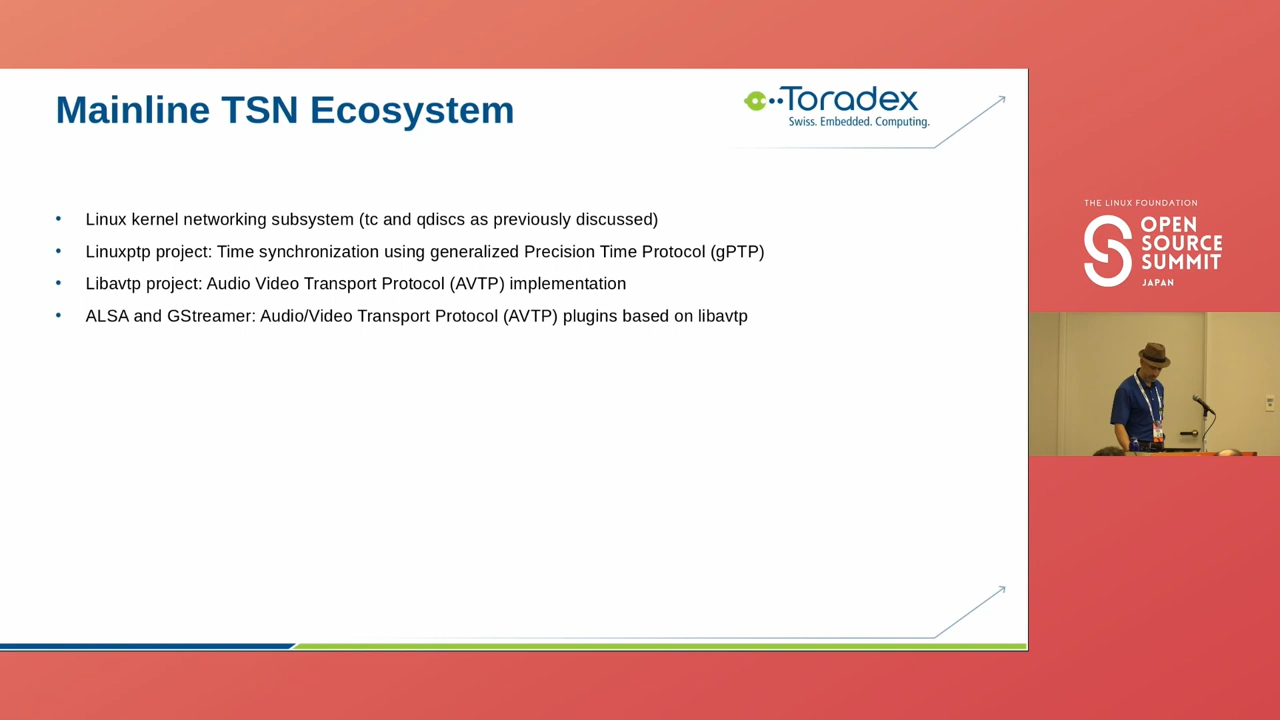 Mainline TSN Ecosystem
Toradex
Swiss. Embedded. Computing.
• Linux kernel networking subsystem (tc and qdiscs as previously discussed)
• Linuxptp project: Time synchronization using generalized Precision Time Protocol (gPTP)
• Libavtp project: Audio Video Transport Protocol (AVTP) implementation
• ALSA and GStreamer: Audio/Video Transport Protocol (AVTP) plugins based on libavtp
THE LINUX FOUNDATION
OPEN
SOURCE
SUMMIT
JAPAN